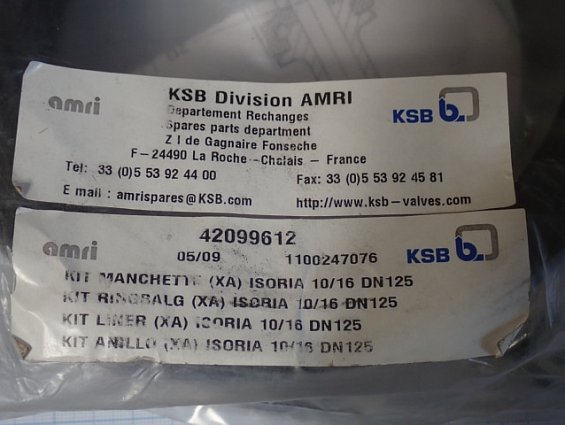 amri
KSB Division AMRI
Departement Rechanges
Spares parts department
Z I de Gagnaire Fonseche
F - 24490 La Roche - Chalais - France
KSB b.
Tel: 33 (0)5 53 92 44 00
Fax: 33 (0)5 53 92 45 81
E mail : amrispares@KSB.com
http://www.ksb-valves.com
amri
42099612
KSB b.
05/09
1100247076
KIT MANCHETTE (XA) ISORIA 10/16 DN125
KIT RINGBALG (XA) ISORIA 10/16 DN125
KIT LINER (XA) ISORIA 10/16 DN125
KIT ANILLO (XA) ISORIA 10/16 DN125